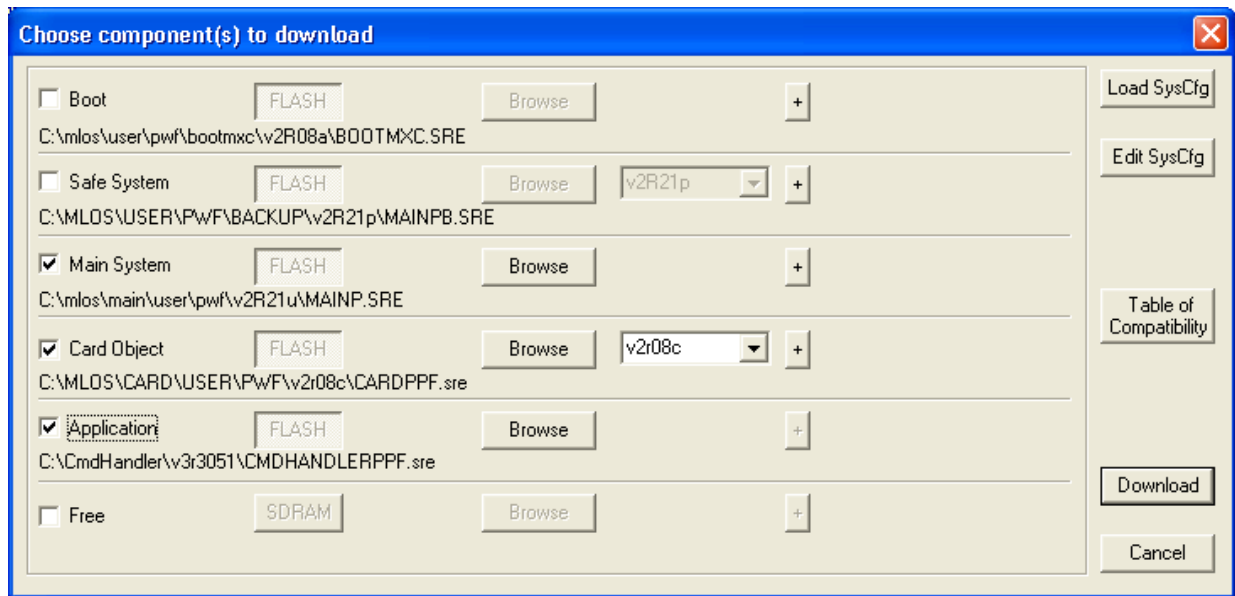 Choose component(s) to download
Boot FLASH Browse + Load SysCfg
C:\mlos\user\pwf\bootmxc\v2R08a\BOOTMXC.SRE
Edit SysCfg
Safe System FLASH Browse v2R21p +
C:\MLOS\USER\PWF\BACKUP\v2R21p\MAINPB.SRE
Main System FLASH Browse +
C:\mlos\main\user\pwf\v2R21u\MAINP.SRE
Table of
Compatibility
Card Object FLASH Browse v2r08c +
C:\MLOS\CARD\USER\PWF\v2r08c\CARDPPF.sre
Application FLASH Browse +
C:\CmdHandler\v3r3051\CMDHANDLERPPF.sre
Download
Free SDRAM Browse +
Cancel